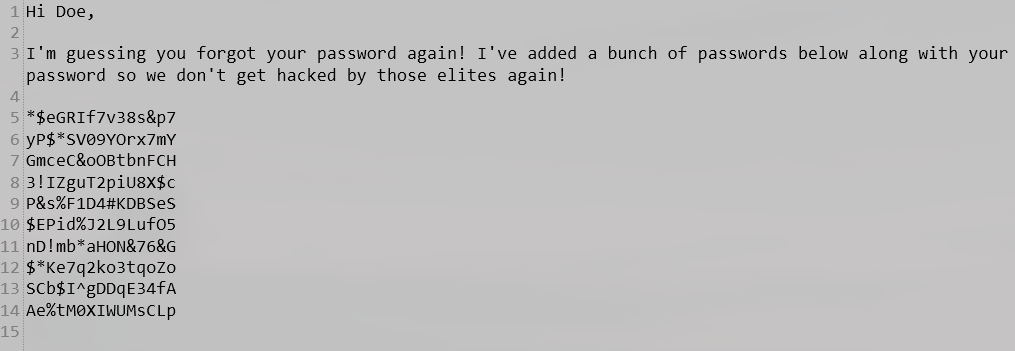 1 Hi Doe,
2
3 I'm guessing you forgot your password again! I've added a bunch of passwords below along with your
password so we don't get hacked by those elites again!
4
5 *$eGRIf7v38s&p7
6 yP$*SV09YOrx7mY
7 GmceC&oOBtbnFCH
8 3!IZguT2piU8X$c
9 P&s%F1D4#KDBSeS
10 $EPid%J2L9LufO5
11 nD!mb*aHON&76&G
12 $*Ke7q2ko3tqoZo
13 SCb$I^gDDqE34fA
14 Ae%tM0XIWUMsCLp
15